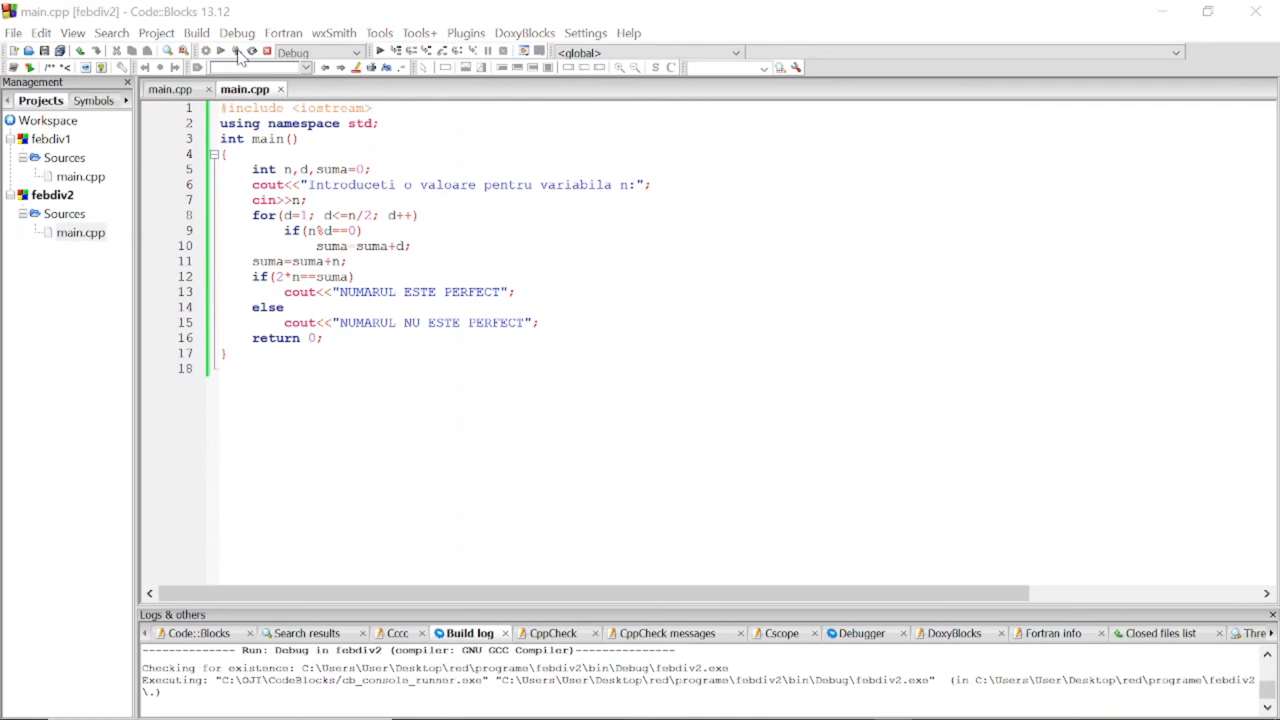 main.cpp [febdiv2] - Code::Blocks 13.12
File Edit View Search Project Build Debug Fortran wxSmith Tools Tools+ Plugins DoxyBlocks Settings Help
Debug <global>
/** *<
S C
Management ×
Projects Symbols
main.cpp × main.cpp ×
Workspace
febdiv1
Sources
main.cpp
febdiv2
Sources
main.cpp
1 #include <iostream>
2 using namespace std;
3 int main()
4 {
5 int n,d,suma=0;
6 cout<<"Introduceti o valoare pentru variabila n:";
7 cin>>n;
8 for(d=1; d<=n/2; d++)
9 if(n%d==0)
10 suma=suma+d;
11 suma=suma+n;
12 if(2*n==suma)
13 cout<<"NUMARUL ESTE PERFECT";
14 else
15 cout<<"NUMARUL NU ESTE PERFECT";
16 return 0;
17 }
18
Logs & others ×
Code::Blocks × Search results × Cccc × Build log × CppCheck × CppCheck messages × Cscope × Debugger × DoxyBlocks × Fortran info × Closed files list × Thre
-------------- Run: Debug in febdiv2 (compiler: GNU GCC Compiler)---------------
Checking for existence: C:\Users\User\Desktop\red\programe\febdiv2\bin\Debug\febdiv2.exe
Executing: "C:\OJI\CodeBlocks/cb_console_runner.exe" "C:\Users\User\Desktop\red\programe\febdiv2\bin\Debug\febdiv2.exe" (in C:\Users\User\Desktop\red\programe\febdiv2
\.)